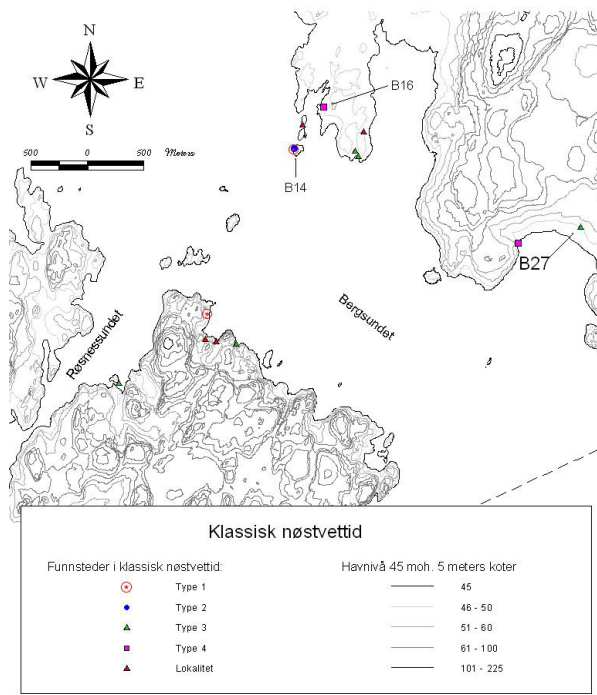 N
W E
S
500 0 500 Meters
B16
B14
B27
Bergsundet
Røsnessundet
Klassisk nøstvettid
Funnsteder i klassisk nøstvettid:
Type 1
Type 2
Type 3
Type 4
Lokalitet
Havnivå 45 moh. 5 meters koter
45
46 - 50
51 - 60
61 - 100
101 - 225